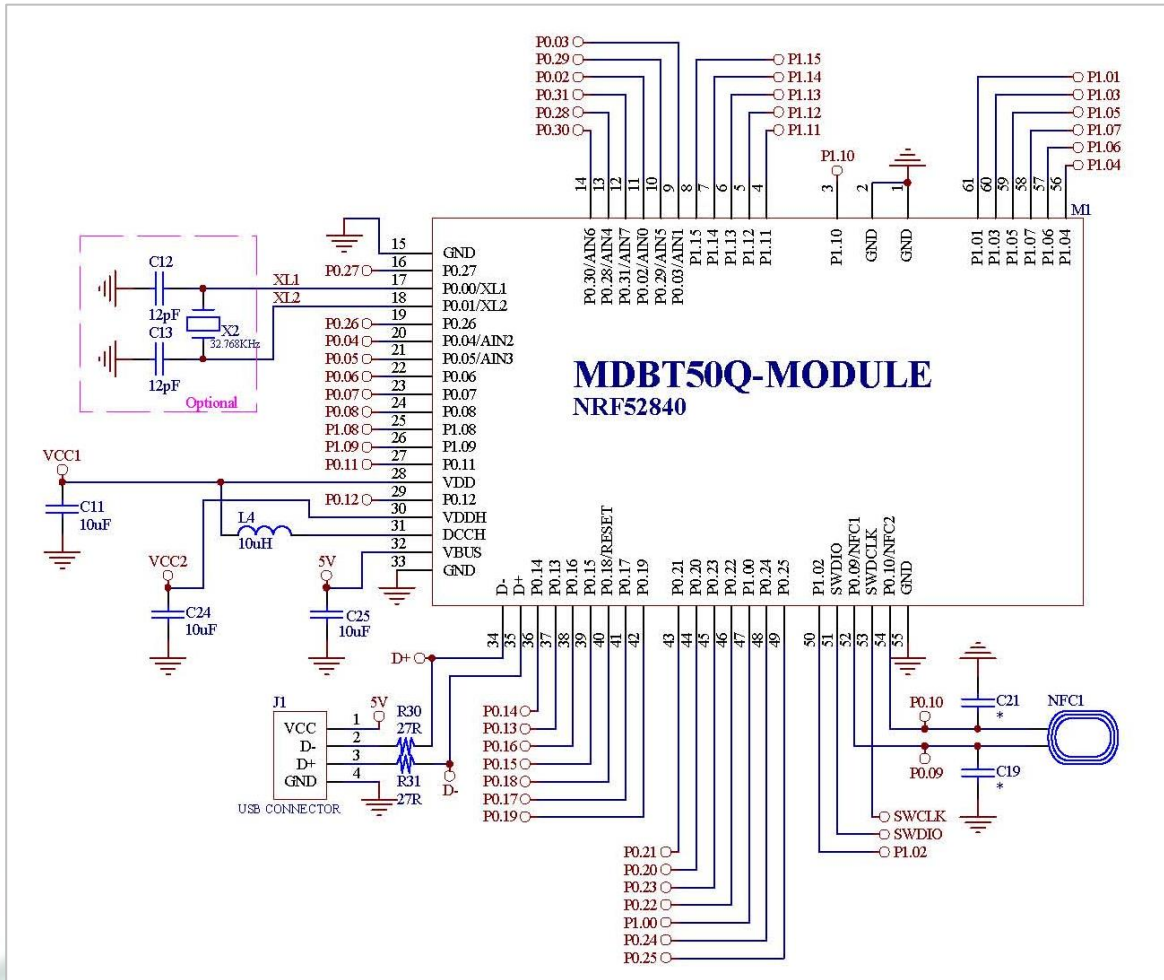 P0.03
P0.29
P0.02
P0.31
P0.28
P0.30
P1.15
P1.14
P1.13
P1.12
P1.11
P1.10
P1.01
P1.03
P1.05
P1.07
P1.06
P1.04
14
13
12
11
10
9
8
7
6
5
4
3
2
1
61
60
59
58
57
56
M1
P0.30/AIN6
P0.28/AIN4
P0.31/AIN7
P0.02/AIN0
P0.29/AIN5
P0.03/AIN1
P1.15
P1.14
P1.13
P1.12
P1.11
P1.10
GND
GND
P1.01
P1.03
P1.05
P1.07
P1.06
P1.04
15 GND
P0.27 16 P0.27
XL1 17 P0.00/XL1
XL2 18 P0.01/XL2
P0.26 19 P0.26
P0.04 20 P0.04/AIN2
P0.05 21 P0.05/AIN3
P0.06 22 P0.06
P0.07 23 P0.07
P0.08 24 P0.08
P1.08 25 P1.08
P1.09 26 P1.09
P0.11 27 P0.11
28 VDD
P0.12 29 P0.12
30 VDDH
31 DCCH
32 VBUS
33 GND
C12
12pF
C13
12pF
X2
32.768KHz
Optional
MDBT50Q-MODULE
NRF52840
VCC1
C11
10uF
L4
10uH
VCC2
C24
10uF
5V
C25
10uF
D-
D+
P0.14
P0.13
P0.16
P0.15
P0.18/RESET
P0.17
P0.19
P0.21
P0.20
P0.23
P0.22
P1.00
P0.24
P0.25
P1.02
SWDIO
P0.09/NFC1
SWDCLK
P0.10/NFC2
GND
34
35
36
37
38
39
40
41
42
43
44
45
46
47
48
49
50
51
52
53
54
55
D+
J1
VCC 1
D- 2
D+ 3
GND 4
USB CONNECTOR
5V
R30
27R
R31
27R
D-
P0.14
P0.13
P0.16
P0.15
P0.18
P0.17
P0.19
P0.21
P0.20
P0.23
P0.22
P1.00
P0.24
P0.25
P0.10
P0.09
C21
*
C19
*
NFC1
SWCLK
SWDIO
P1.02